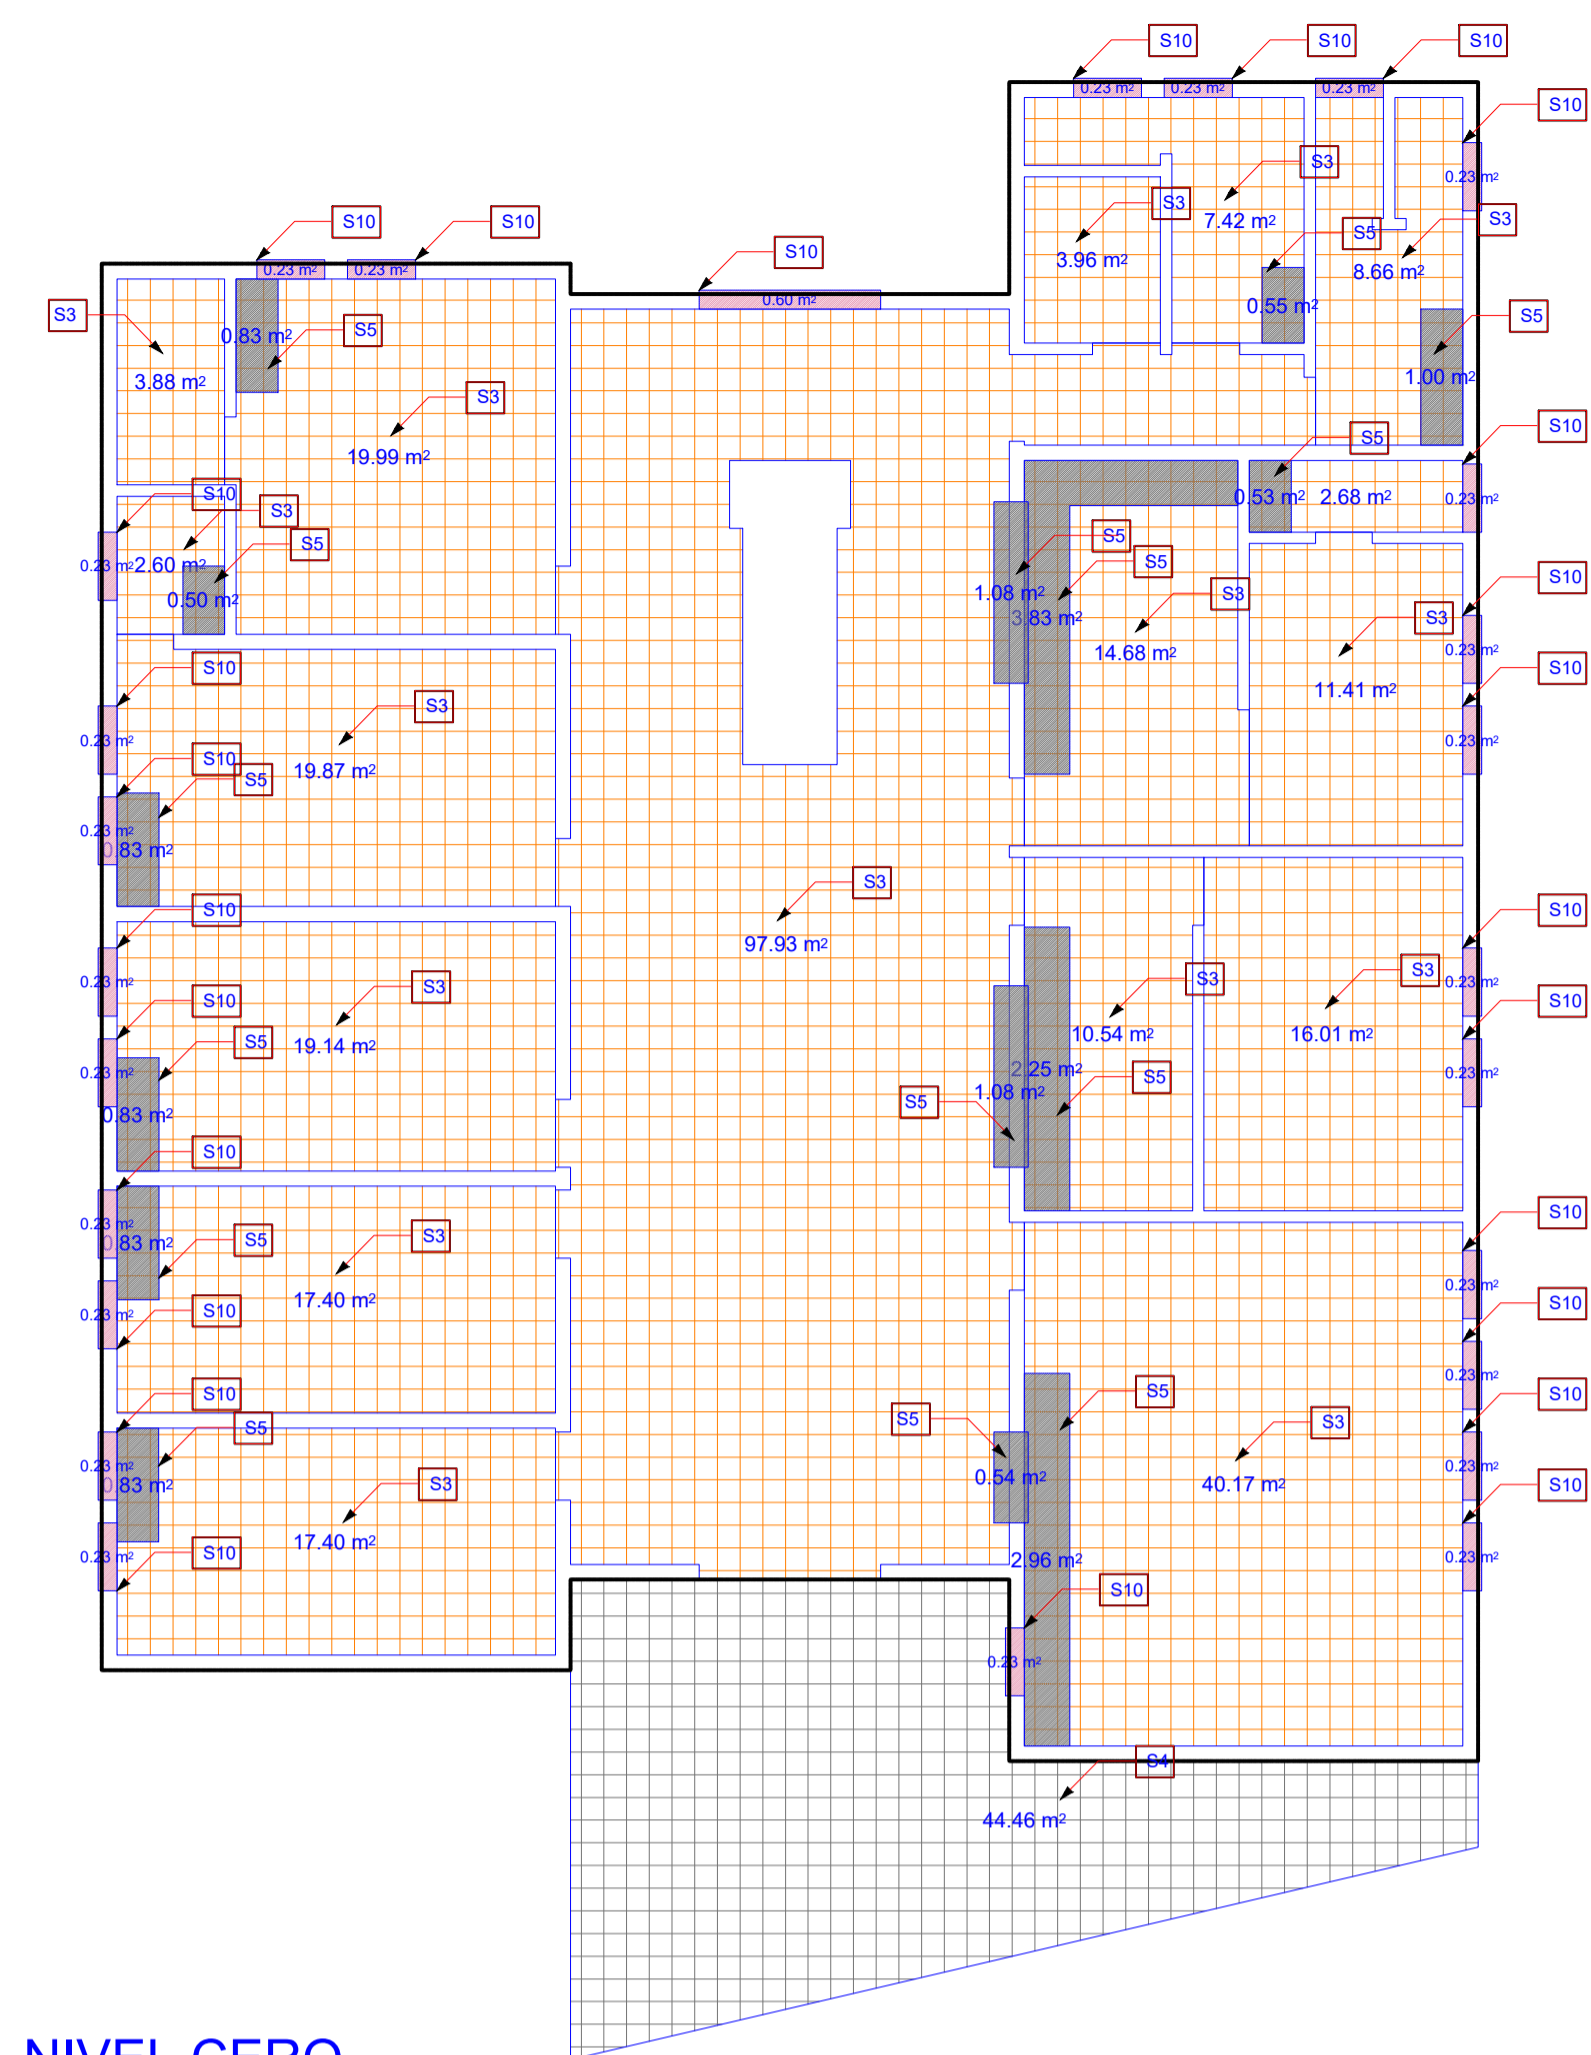 S10 S10 S10
0.23 m² 0.23 m² 0.23 m²
S10
S3
0.23 m²
S3
7.42 m²
S3
S10 S10
S5
S10
3.96 m²
8.66 m²
0.23 m² 0.23 m²
0.60 m²
0.55 m²
S3
S5
0.83 m²
S5
3.88 m²
1.00 m²
S3
S10
S5
19.99 m²
S10
0.53 m² 2.68 m² 0.23 m²
S3
S5
S5
S5
0.23 m² 2.60 m²
S10
1.08 m²
S3
0.50 m²
3.83 m²
S3
14.68 m²
0.23 m²
S10
S10
S3
11.41 m²
0.23 m²
0.23 m²
S10
19.87 m²
S5
0.23 m²
0.83 m²
S3
S10
S10
97.93 m²
S3
S3
0.23 m²
S3
0.23 m²
S10
S10
10.54 m²
16.01 m²
19.14 m²
S5
2.25 m²
0.23 m²
0.23 m²
S5
1.08 m²
S5
0.83 m²
S10
S10
0.23 m²
S3
0.83 m²
S5
0.23 m²
17.40 m²
S10
S10
0.23 m²
0.23 m²
S5
S10
S10
S5
S3
S5
0.23 m²
0.23 m²
0.54 m²
0.83 m²
S3
40.17 m²
S10
17.40 m²
S10
0.23 m²
0.23 m²
2.96 m²
S10
0.23 m²
S4
44.46 m²
NIVEL CERO